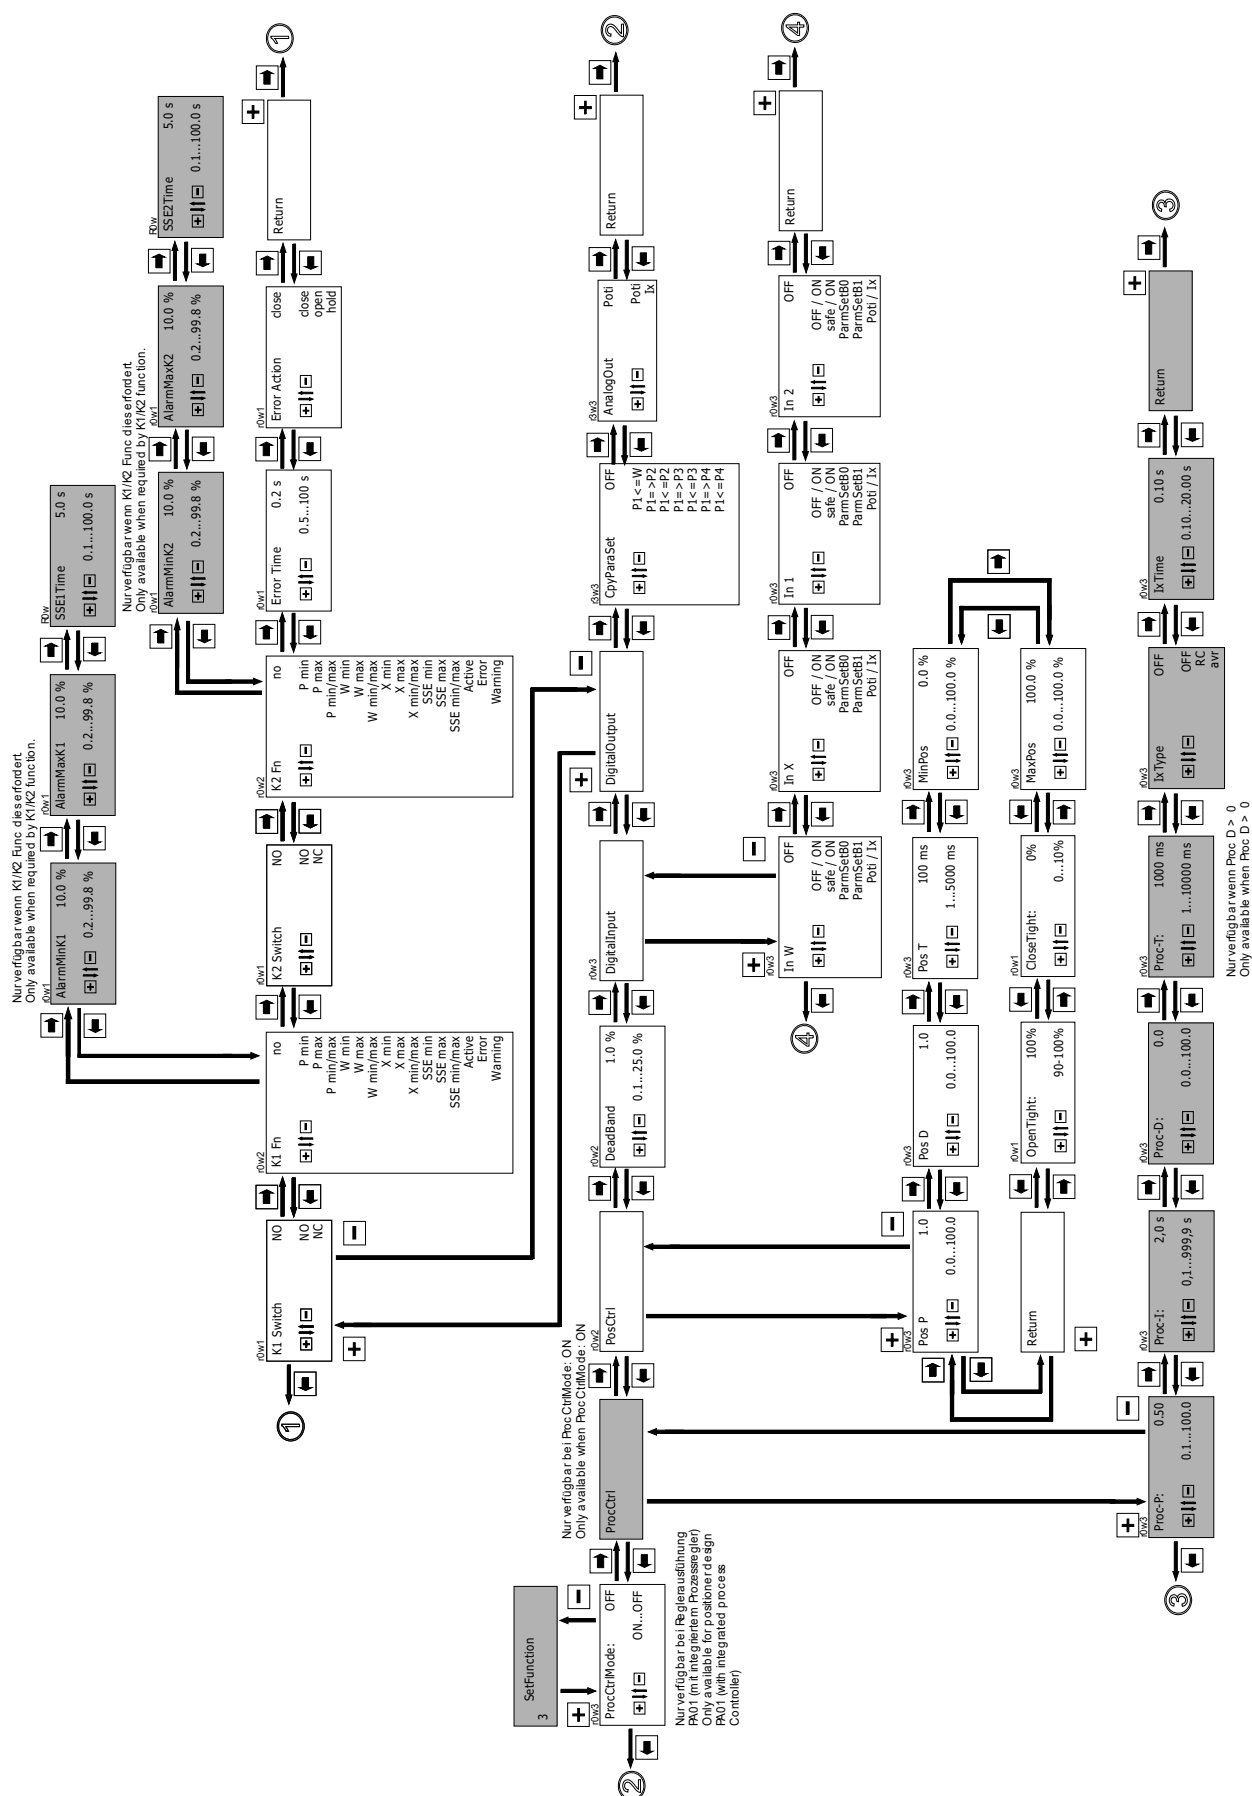 Nur verfügbar wenn K1/K2 Func dies erfordert
Only available when required by K1/K2 function.
r0w1
AlarmMinK1 10.0 %
0.2...99.8 %
r0w1
AlarmMaxK1 10.0 %
0.2...99.8 %
R0w
SSE1Time 5.0 s
0.1...100.0 s
Nur verfügbar wenn K1/K2 Func dies erfordert
Only available when required by K1/K2 function.
r0w1
AlarmMinK2 10.0 %
0.2...99.8 %
r0w1
AlarmMaxK2 10.0 %
0.2...99.8 %
R0w
SSE2Time 5.0 s
0.1...100.0 s
1
r0w1
K1 Switch NO
NO
NC
r0w2
K1 Fn no
P min
P max
P min/max
W min
W max
W min/max
X min
X max
X min/max
SSE min
SSE max
SSE min/max
Active
Error
Warning
r0w1
K2 Switch NO
NO
NC
r0w2
K2 Fn no
P min
P max
P min/max
W min
W max
W min/max
X min
X max
X min/max
SSE min
SSE max
SSE min/max
Active
Error
Warning
r0w1
Error Time 0.2 s
0.5...100 s
r0w1
Error Action close
close
open
hold
Return
1
SetFunction
3
2
r0w3
ProcCtrlMode: OFF
ON...OFF
Nur verfügbar bei Reglerausführung
PA01 (mit integriertem Prozessregler)
Only available for positioner design
PA01 (with integrated process
Controller)
Nur verfügbar bei ProcCtrlMode: ON
Only available when ProcCtrlMode: ON
ProcCtrl
r0w2
PosCtrl
r0w2
DeadBand 1.0 %
0.1...25.0 %
r0w3
DigitalInput
DigitalOutput
r3w3
CpyParaSet OFF
P1<=W
P1=>P2
P1<=P2
P1=>P3
P1<=P3
P1=>P4
P1<=P4
r3w3
AnalogOut Poti
Poti
Ix
Return
2
4
r0w3
In W OFF
OFF / ON
safe / ON
ParmSetB0
ParmSetB1
Poti / Ix
r0w3
In X OFF
OFF / ON
safe / ON
ParmSetB0
ParmSetB1
Poti / Ix
r0w3
In 1 OFF
OFF / ON
safe / ON
ParmSetB0
ParmSetB1
Poti / Ix
r0w3
In 2 OFF
OFF / ON
safe / ON
ParmSetB0
ParmSetB1
Poti / Ix
Return
4
r0w3
Pos P 1.0
0.0...100.0
r0w3
Pos D 1.0
0.0...100.0
r0w3
Pos T 100 ms
1...5000 ms
r0w3
MinPos 0.0 %
0.0...100.0 %
Return
r0w1
OpenTight: 100%
90-100%
r0w1
CloseTight: 0%
0...10%
r0w3
MaxPos 100.0 %
0.0...100.0 %
3
r0w3
Proc-P: 0.50
0.1...100.0
r0w3
Proc-I: 2,0 s
0,1...999,9 s
r0w3
Proc-D: 0.0
0.0...100.0
r0w3
Proc-T: 1000 ms
1...10000 ms
Nur verfügbar wenn Proc D > 0
Only available when Proc D > 0
r0w3
IxType OFF
OFF
RC
avr
r0w3
IxTime 0.10 s
0.10...20.00 s
Return
3